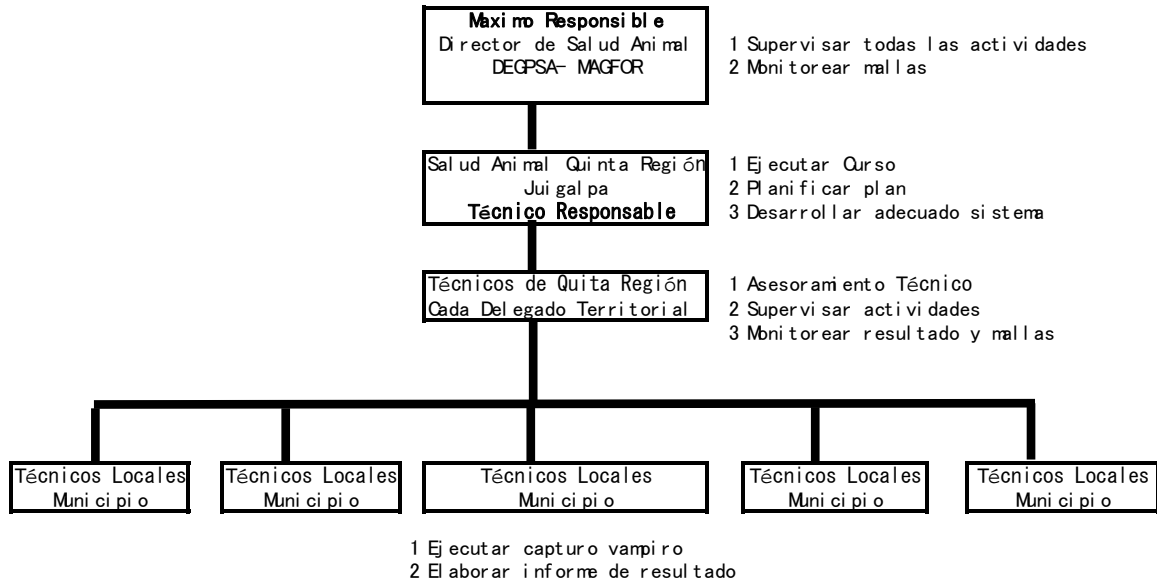 Maximo Responsible
Director de Salud Animal
DEGPSA- MAGFOR
1 Supervisar todas las actividades
2 Monitorear mallas
Salud Animal Quinta Región
Juigalpa
Técnico Responsable
1 Ejecutar Curso
2 Planificar plan
3 Desarrollar adecuado sistema
Técnicos de Quita Región
Cada Delegado Territorial
1 Asesoramiento Técnico
2 Supervisar actividades
3 Monitorear resultado y mallas
Técnicos Locales
Municipio
Técnicos Locales
Municipio
Técnicos Locales
Municipio
Técnicos Locales
Municipio
Técnicos Locales
Municipio
1 Ejecutar capturo vampiro
2 Elaborar informe de resultado